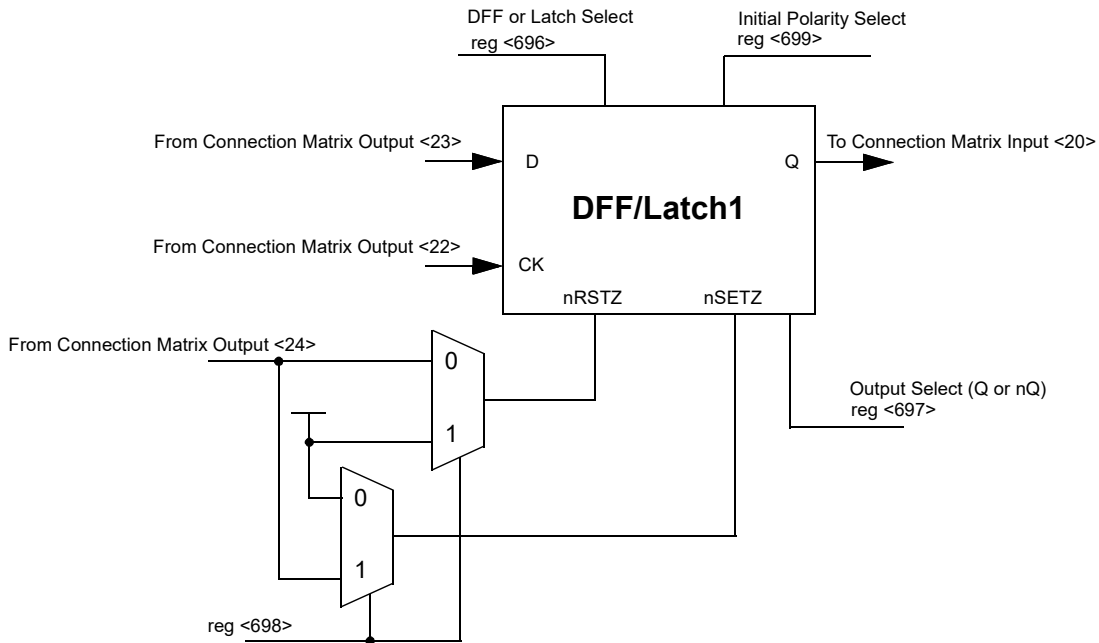 DFF or Latch Select
reg <696>
Initial Polarity Select
reg <699>
From Connection Matrix Output <23>
D
Q
To Connection Matrix Input <20>
DFF/Latch1
From Connection Matrix Output <22>
CK
nRSTZ
nSETZ
From Connection Matrix Output <24>
0
1
Output Select (Q or nQ)
reg <697>
0
1
reg <698>